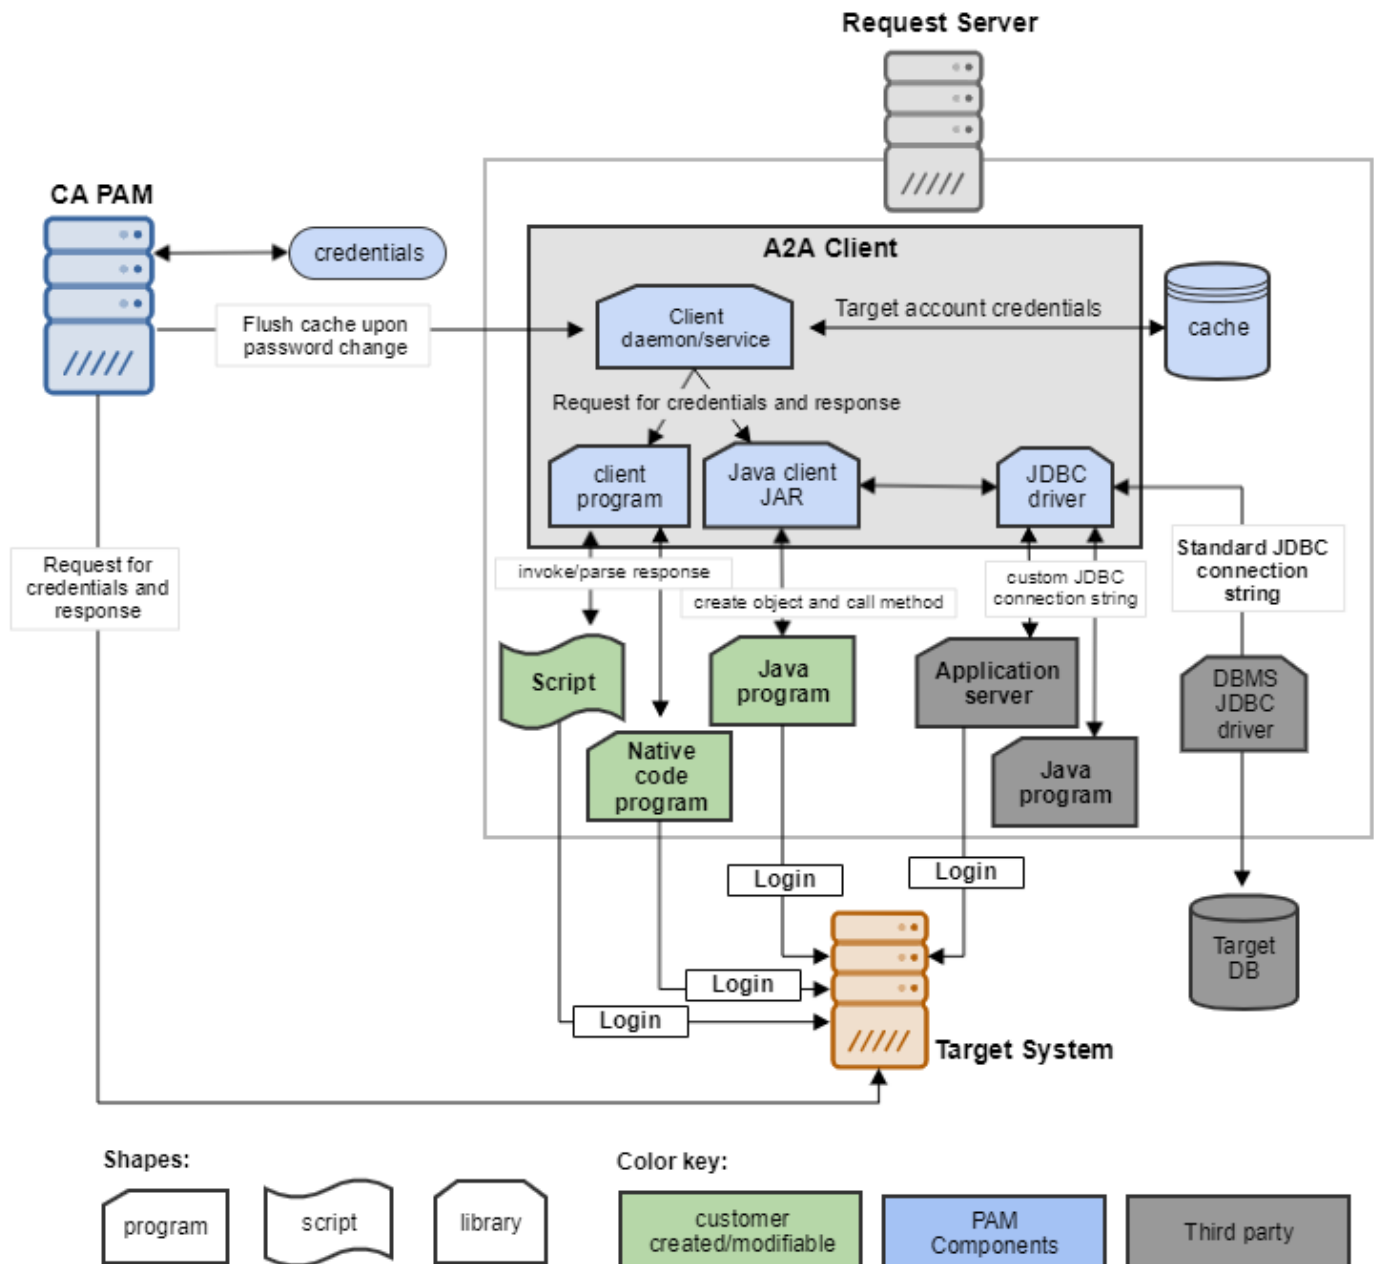 Request Server
CA PAM
credentials
A2A Client
Flush cache upon
password change
Client
daemon/service
Target account credentials
cache
Request for credentials and response
client
program
Java client
JAR
JDBC
driver
Request for
credentials and
response
invoke/parse response
create object and call method
custom JDBC
connection string
Standard JDBC
connection
string
Script
Java
program
Application
server
DBMS
JDBC
driver
Native
code
program
Java
program
Login
Login
Login
Login
Target
DB
Target System
Shapes:
program
script
library
Color key:
customer
created/modifiable
PAM
Components
Third party